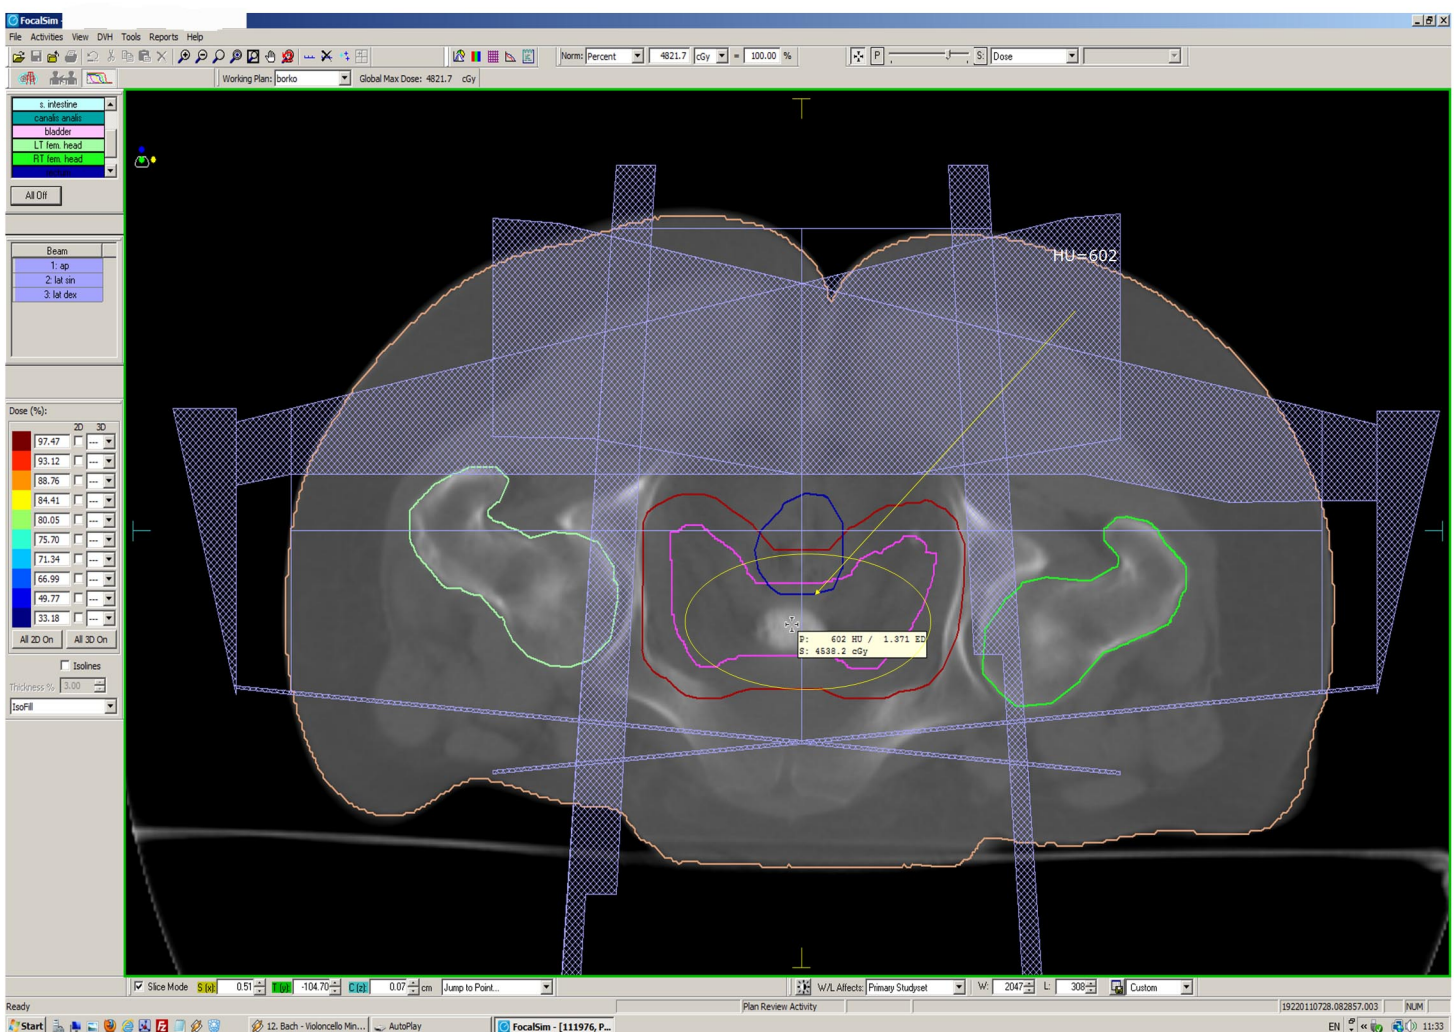 FocalSim -
File Activities View DVH Tools Reports Help
Norm: Percent 4821.7 cGy = 100.00 % P S: Dose
Working Plan: borko Global Max Dose: 4821.7 cGy
s. intestine
canalis analis
bladder
LT fem. head
RT fem. head
All Off
Beam
1: ap
2: lat sin
3: lat dex
HU=602
Dose (%):
2D 3D
97.47 ---
93.12 ---
88.76 ---
84.41 ---
80.05 ---
75.70 ---
71.34 ---
66.99 ---
49.77 ---
33.18 ---
All 2D On All 3D On
Isolines
Thickness % 3.00
IsoFill
P: 602 HU / 1.371 ED
S: 4538.2 cGy
Slice Mode S (x): 0.51 T (y): -104.70 C (z): 0.07 cm Jump to Point... W/L Affects: Primary Studyset W: 2047 L: 308 Custom
Ready Plan Review Activity 19220110728.082857.003 NUM
Start 12. Bach - Violoncello Min... AutoPlay FocalSim - [111976, P... EN 11:33